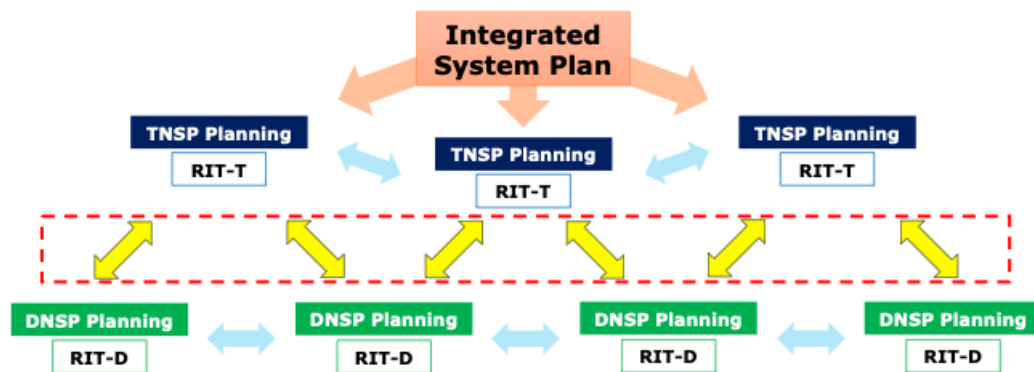 Integrated
System Plan
TNSP Planning
RIT-T
TNSP Planning
RIT-T
TNSP Planning
RIT-T
DNSP Planning
RIT-D
DNSP Planning
RIT-D
DNSP Planning
RIT-D
DNSP Planning
RIT-D